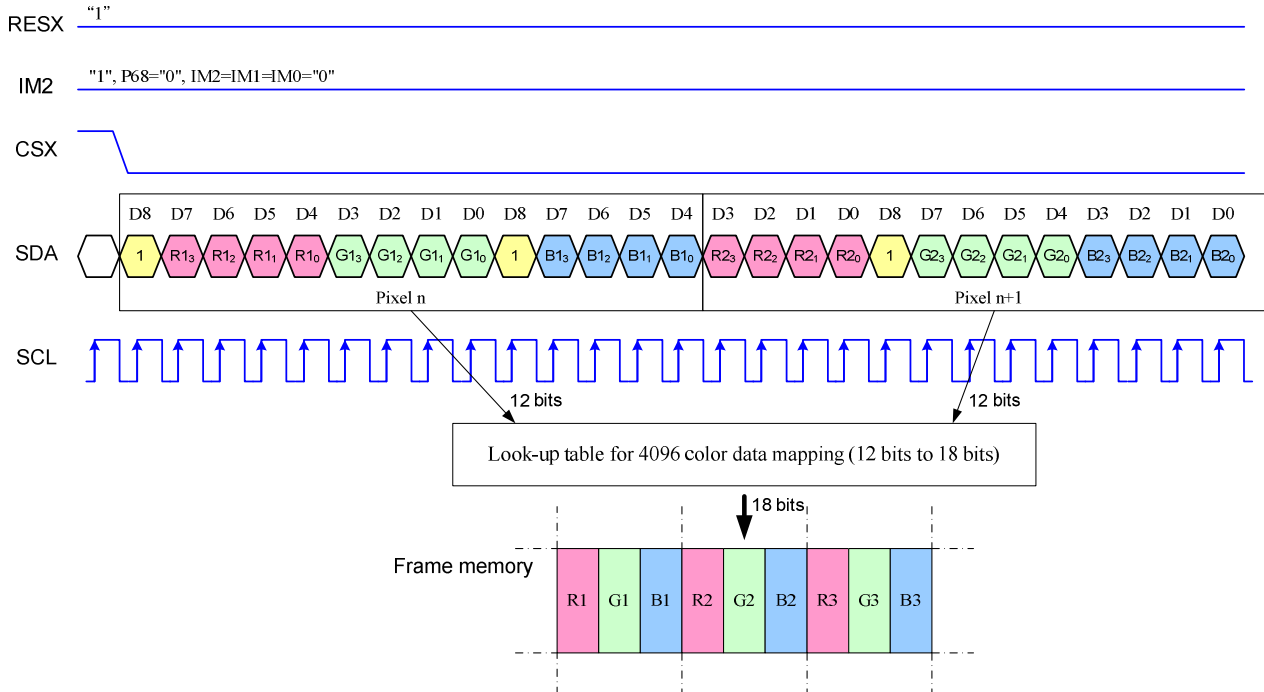 RESX “1”
IM2 "1", P68="0", IM2=IM1=IM0="0"
CSX
D8 D7 D6 D5 D4 D3 D2 D1 D0 D8 D7 D6 D5 D4 D3 D2 D1 D0 D8 D7 D6 D5 D4 D3 D2 D1 D0
SDA 1 R1₃ R1₂ R1₁ R1₀ G1₃ G1₂ G1₁ G1₀ 1 B1₃ B1₂ B1₁ B1₀ R2₃ R2₂ R2₁ R2₀ 1 G2₃ G2₂ G2₁ G2₀ B2₃ B2₂ B2₁ B2₀
Pixel n Pixel n+1
SCL
12 bits 12 bits
Look-up table for 4096 color data mapping (12 bits to 18 bits)
18 bits
Frame memory
R1 G1 B1 R2 G2 B2 R3 G3 B3